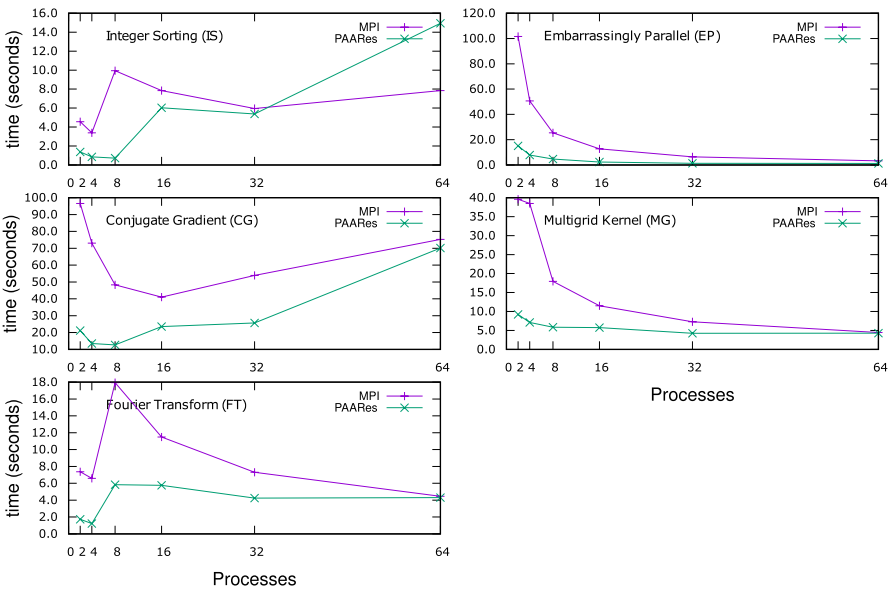 16.0
14.0
12.0
10.0
8.0
6.0
4.0
2.0
0.0
time (seconds)
Integer Sorting (IS)
MPI
PAARes
0 2 4 8 16 32 64
120.0
100.0
80.0
60.0
40.0
20.0
0.0
Embarrassingly Parallel (EP)
MPI
PAARes
0 2 4 8 16 32 64
100.0
90.0
80.0
70.0
60.0
50.0
40.0
30.0
20.0
10.0
time (seconds)
Conjugate Gradient (CG)
MPI
PAARes
0 2 4 8 16 32 64
40.0
35.0
30.0
25.0
20.0
15.0
10.0
5.0
0.0
Multigrid Kernel (MG)
MPI
PAARes
0 2 4 8 16 32 64
Processes
18.0
16.0
14.0
12.0
10.0
8.0
6.0
4.0
2.0
0.0
time (seconds)
Fourier Transform (FT)
MPI
PAARes
0 2 4 8 16 32 64
Processes